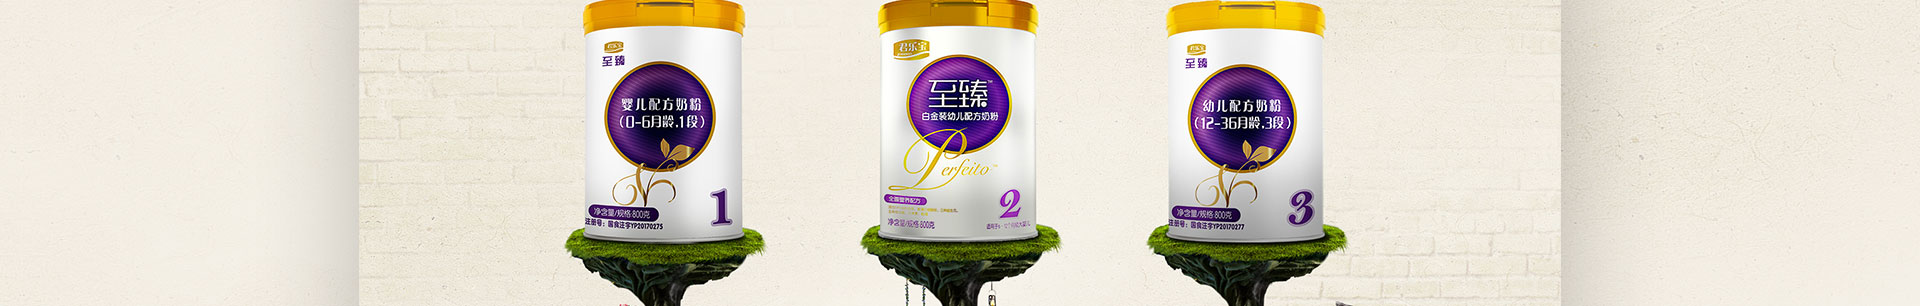 君乐宝
至臻
婴儿配方奶粉
(0-6月龄.1段)
1
净含量/规格 800克
注册号：国食注字YP20170275
君乐宝
至臻™
白金装幼儿配方奶粉
Perfeito™
全面营养配方
2
净含量/规格 800克
君乐宝
至臻
幼儿配方奶粉
(12-36月龄.3段)
3
净含量/规格 800克
注册号：国食注字YP20170277